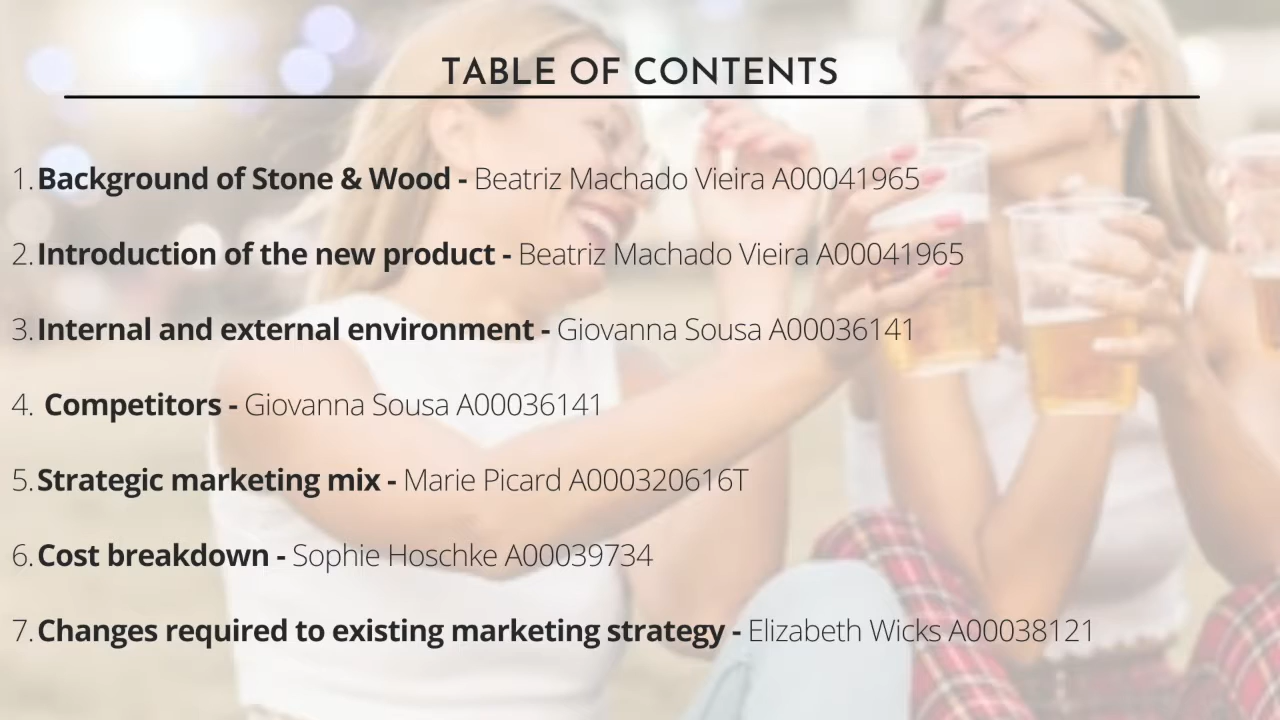 TABLE OF CONTENTS
1. Background of Stone & Wood - Beatriz Machado Vieira A00041965
2. Introduction of the new product - Beatriz Machado Vieira A00041965
3. Internal and external environment - Giovanna Sousa A00036141
4. Competitors - Giovanna Sousa A00036141
5. Strategic marketing mix - Marie Picard A000320616T
6. Cost breakdown - Sophie Hoschke A00039734
7. Changes required to existing marketing strategy - Elizabeth Wicks A00038121